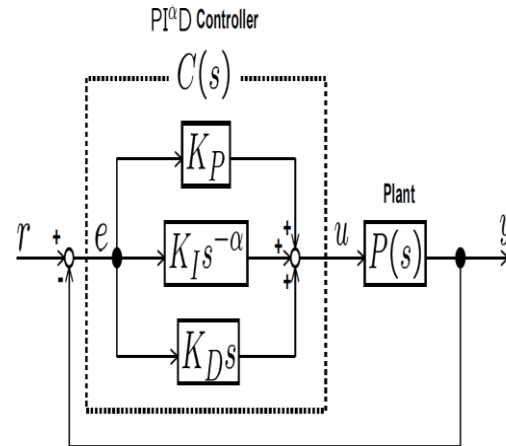 PI^αD Controller
C(s)
K_P
Plant
r + e K_I s^{-α} + + u P(s) y
-
+
K_D s